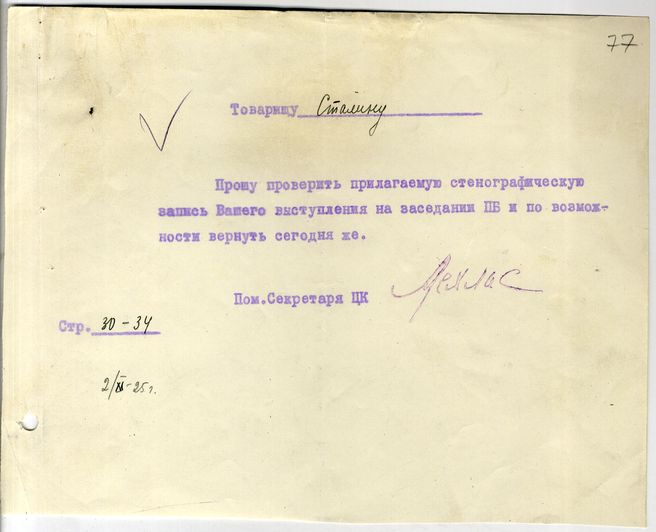 77
Товарищу Сталину
Прошу проверить прилагаемую стенографическую
запись Вашего выступления на заседании ПБ и по возмож-
ности вернуть сегодня же.
Пом.Секретаря ЦК Мехлис
Стр. 30-34
2/XI-25 г.